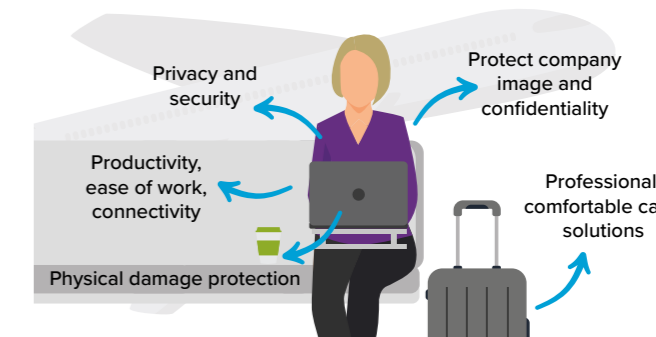 Privacy and
security
Protect company
image and
confidentiality
Productivity,
ease of work,
connectivity
Professional
comfortable
solutions
Physical damage protection